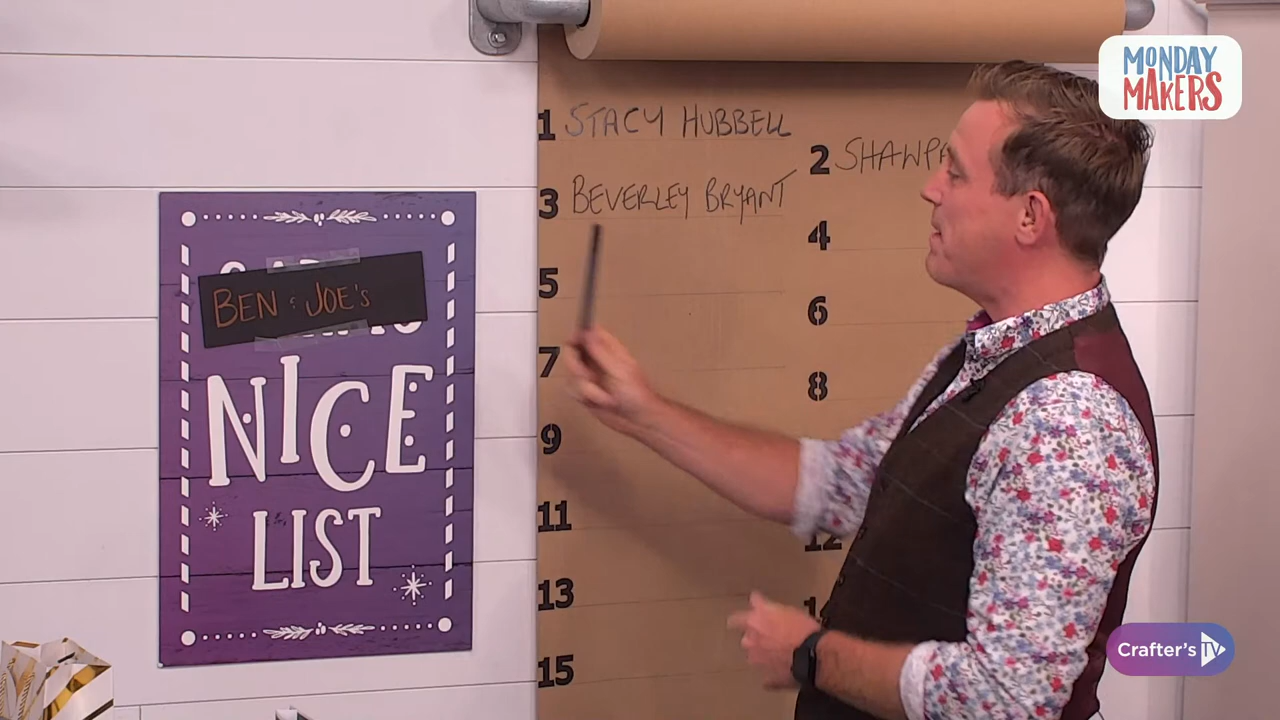 MONDAY
MAKERS
1 STACY HUBBELL
2
3 BEVERLEY BRYANT
4
5
6
7
8
9
11
12
13
15
BEN & JOE'S
NICE
LIST
Crafter's TV